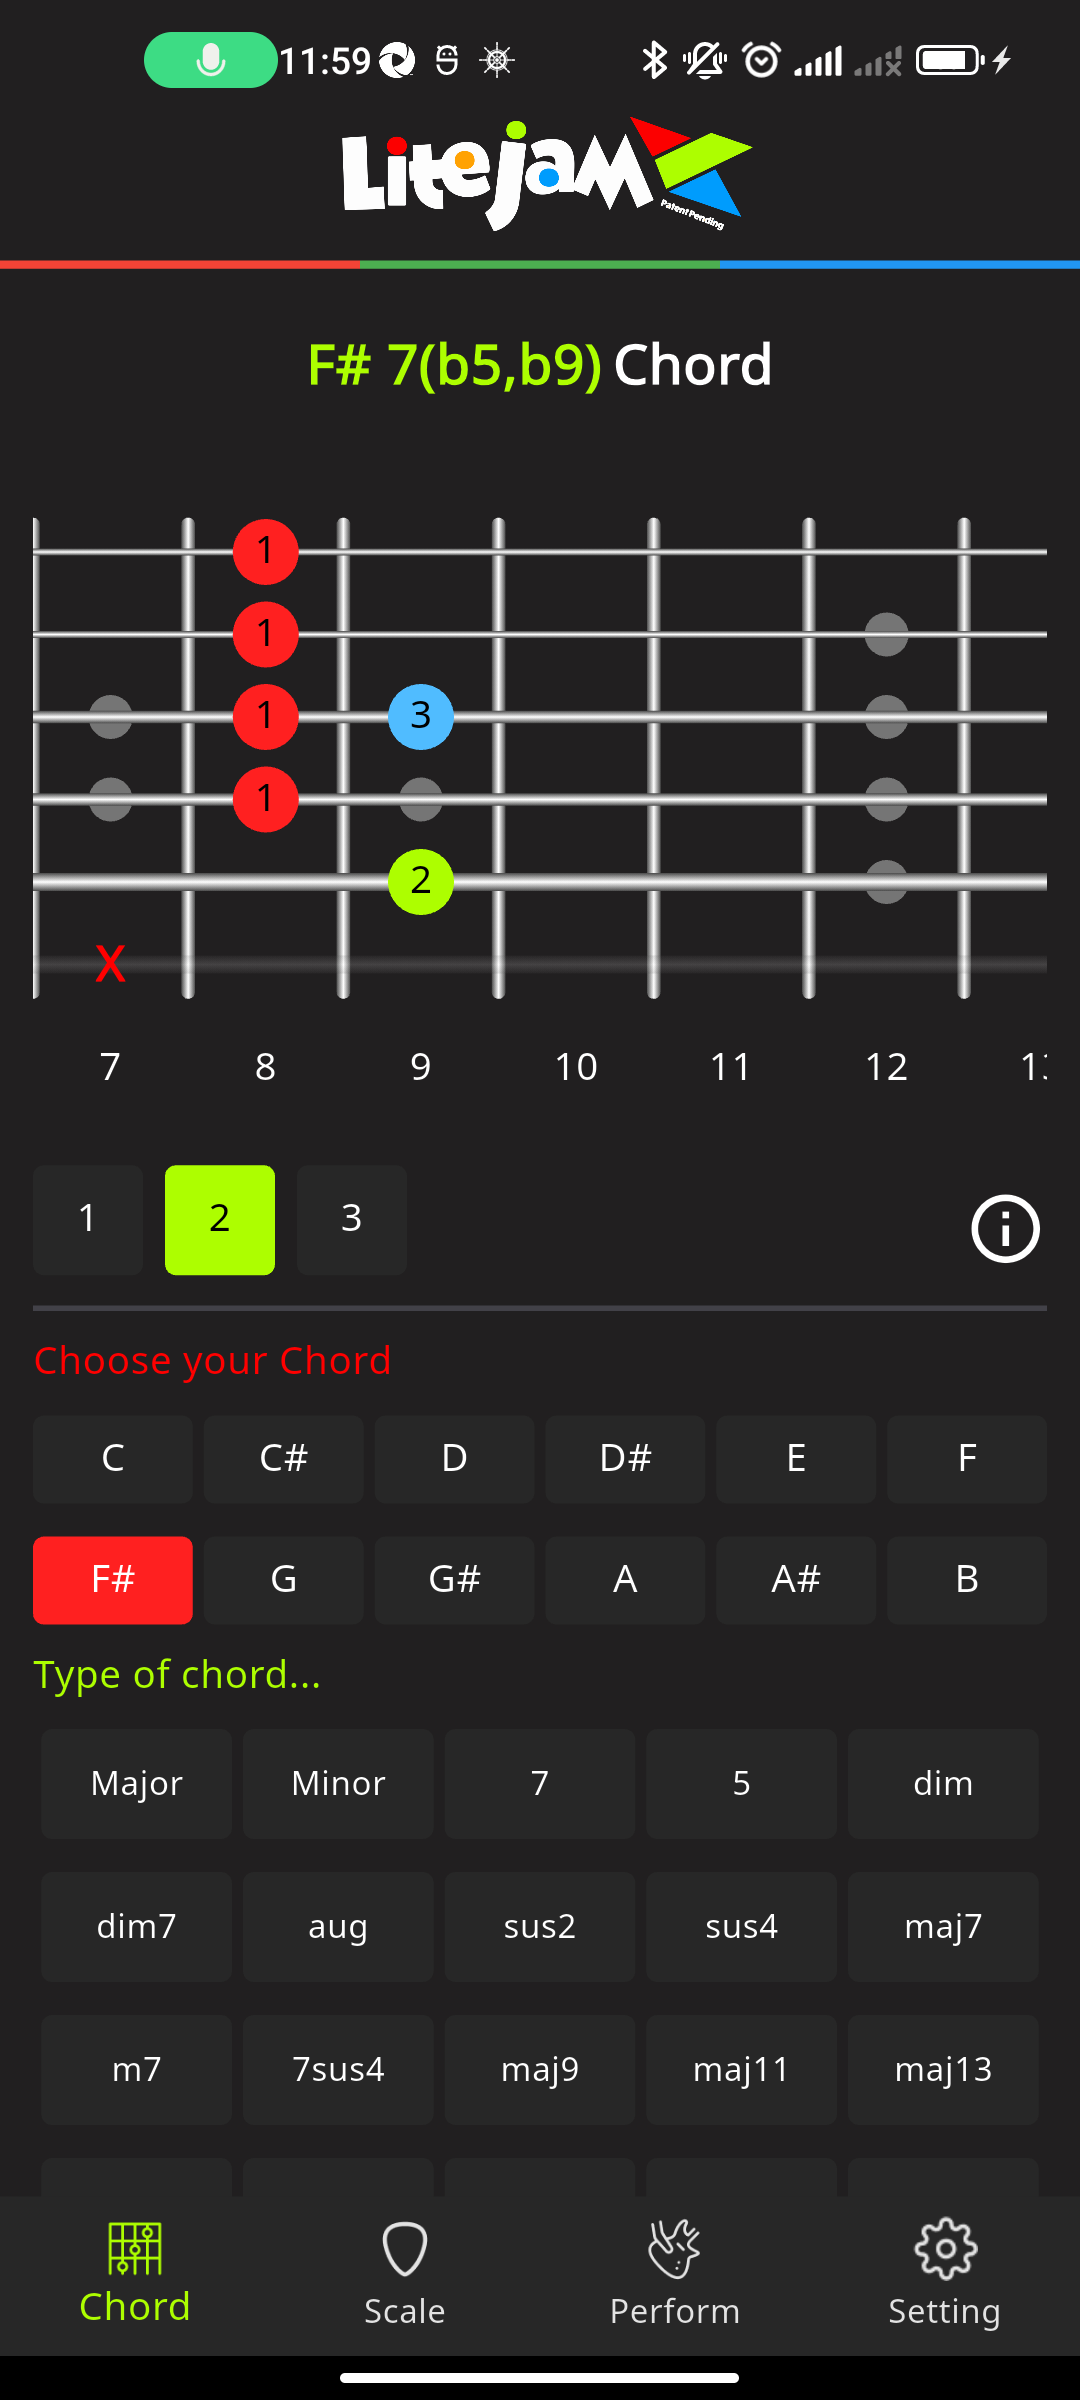 11:59
Litejam
Patent Pending
F# 7(b5,b9) Chord
1
1
1 3
1
2
X
7 8 9 10 11 12
1 2 3
Choose your Chord
C C# D D# E F
F# G G# A A# B
Type of chord...
Major Minor 7 5 dim
dim7 aug sus2 sus4 maj7
m7 7sus4 maj9 maj11 maj13
Chord Scale Perform Setting